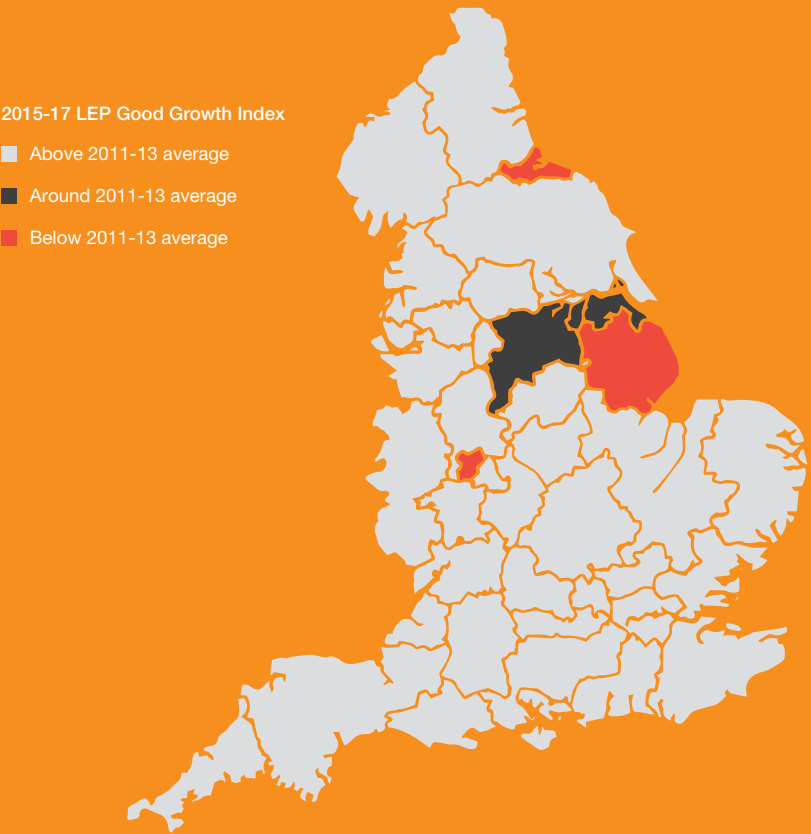 2015-17 LEP Good Growth Index
Above 2011-13 average
Around 2011-13 average
Below 2011-13 average